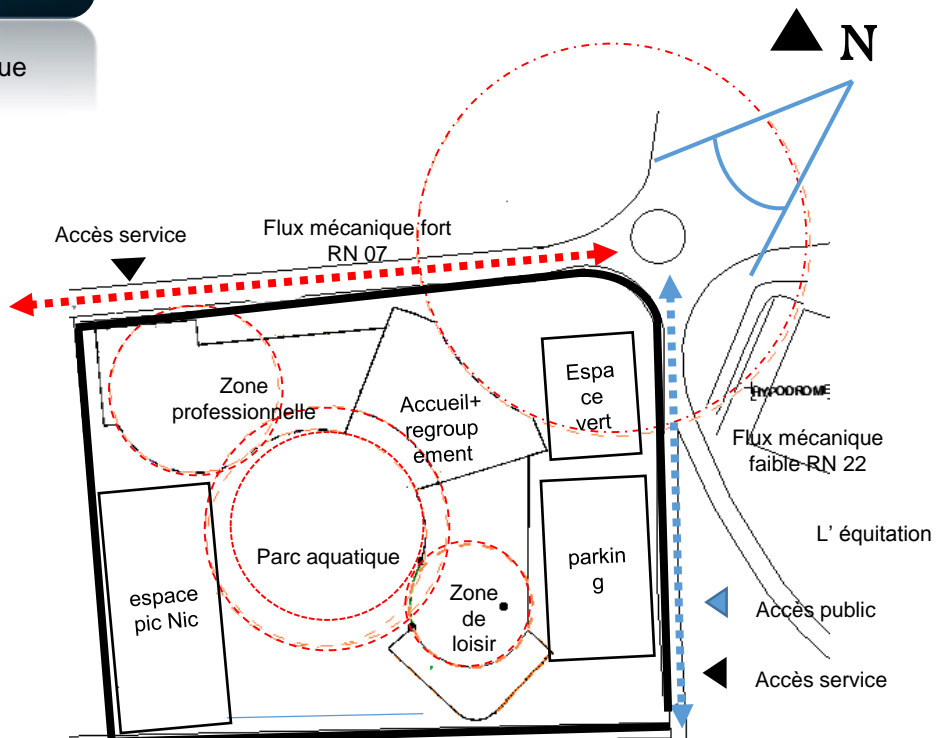 ue
N
Accès service
Flux mécanique fort
RN 07
Zone
professionnelle
Accueil+
regroup
ement
Espa
ce
vert
HYPODROME
Flux mécanique
faible RN 22
L' équitation
Parc aquatique
espace
pic Nic
Zone
de
loisir
parkin
g
Accès public
Accès service